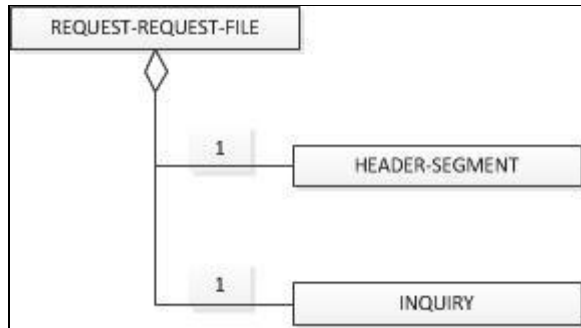 REQUEST-REQUEST-FILE
1
HEADER-SEGMENT
1
INQUIRY